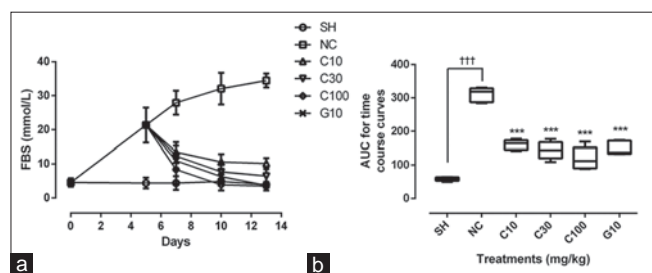 SH
NC
C10
C30
C100
G10
FBS (mmol/L)
40
30
20
10
0
0 2 4 6 8 10 12 14
Days
a
AUC for time
course curves
400
300
200
100
0
†††
*** *** *** ***
SH NC C10 C30 C100 G10
Treatments (mg/kg)
b